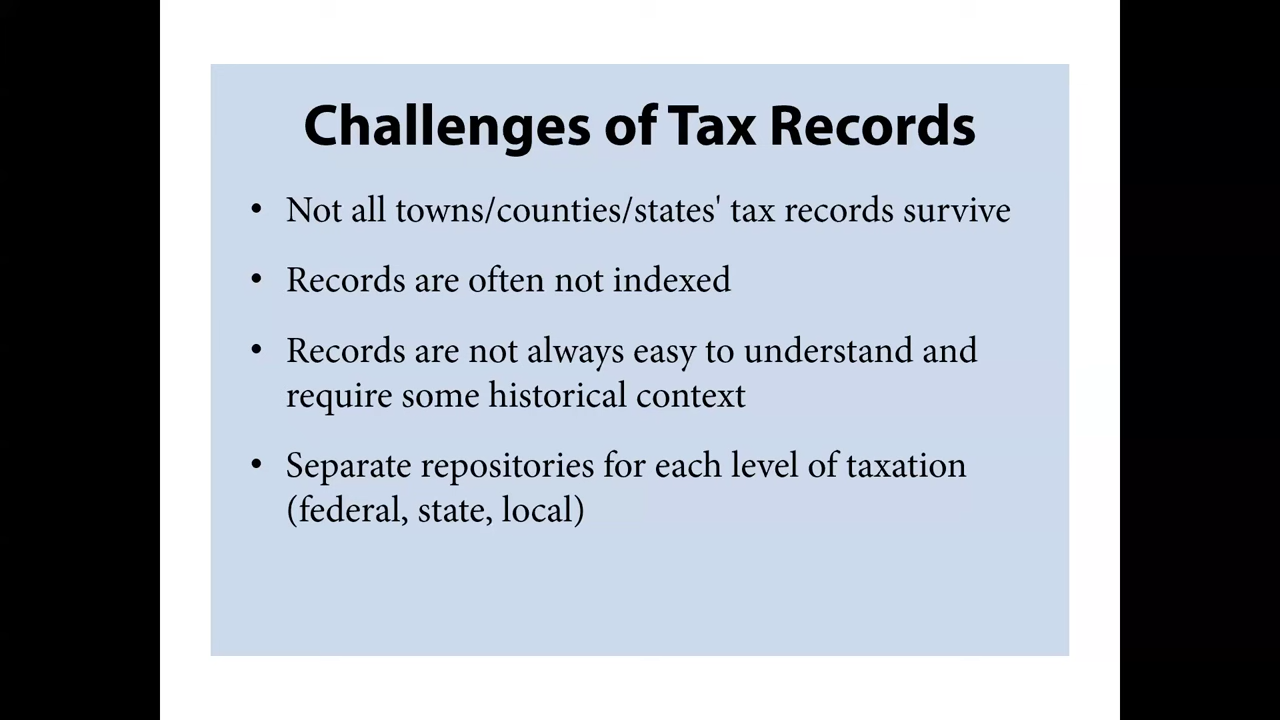 Challenges of Tax Records
• Not all towns/counties/states' tax records survive
• Records are often not indexed
• Records are not always easy to understand and
require some historical context
• Separate repositories for each level of taxation
(federal, state, local)